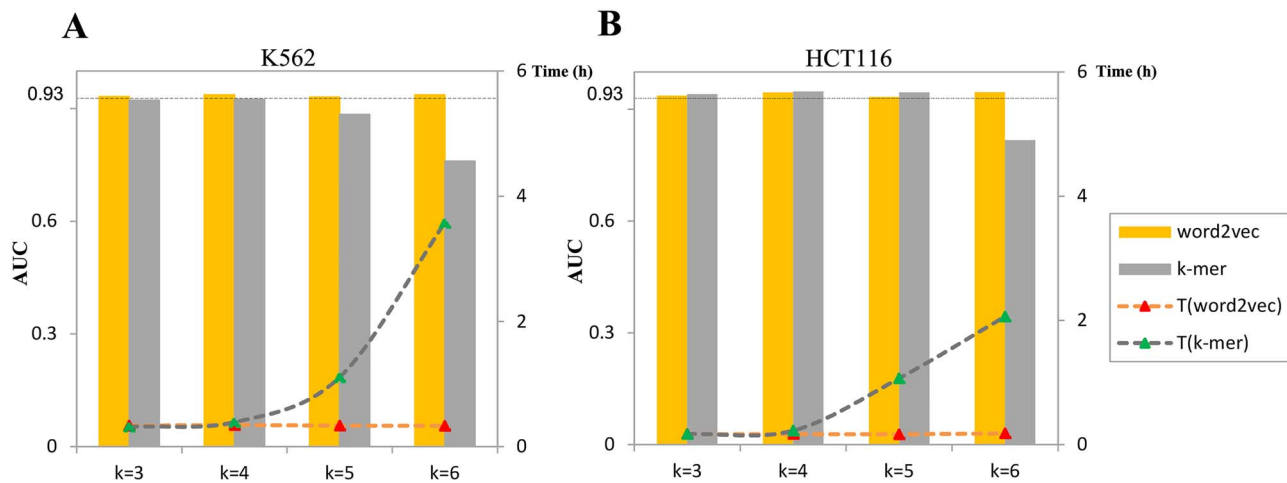 A
K562
0.93
0.6
0.3
0
AUC
6
Time (h)
4
2
0
k=3 k=4 k=5 k=6
B
HCT116
0.93
0.6
0.3
0
AUC
6
Time (h)
4
2
0
k=3 k=4 k=5 k=6
word2vec
k-mer
T(word2vec)
T(k-mer)